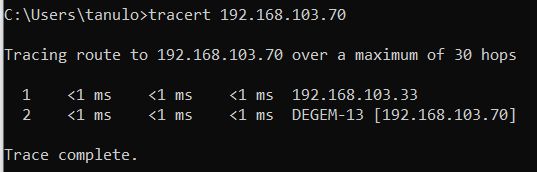 C:\Users\tanulo>tracert 192.168.103.70
Tracing route to 192.168.103.70 over a maximum of 30 hops
1 <1 ms <1 ms <1 ms 192.168.103.33
2 <1 ms <1 ms <1 ms DEGEM-13 [192.168.103.70]
Trace complete.